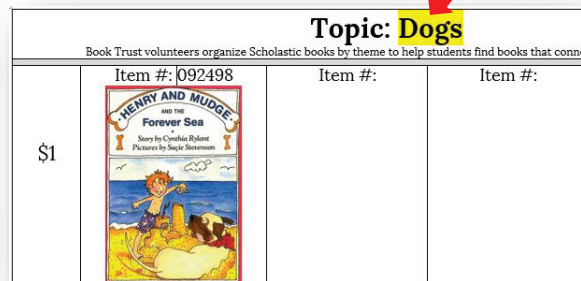 Topic: Dogs
Book Trust volunteers organize Scholastic books by theme to help students find books that conn
Item #: 092498
Item #:
Item #:
HENRY AND MUDGE
AND THE
Forever Sea
Story by Cynthia Rylant
Pictures by Suçie Stevenson
$1